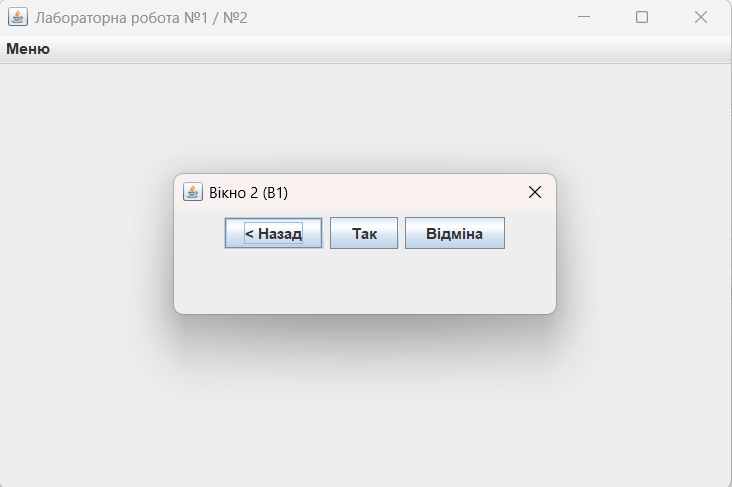 Лабораторна робота №1 / №2
Меню
Вікно 2 (В1)
< Назад Так Відміна